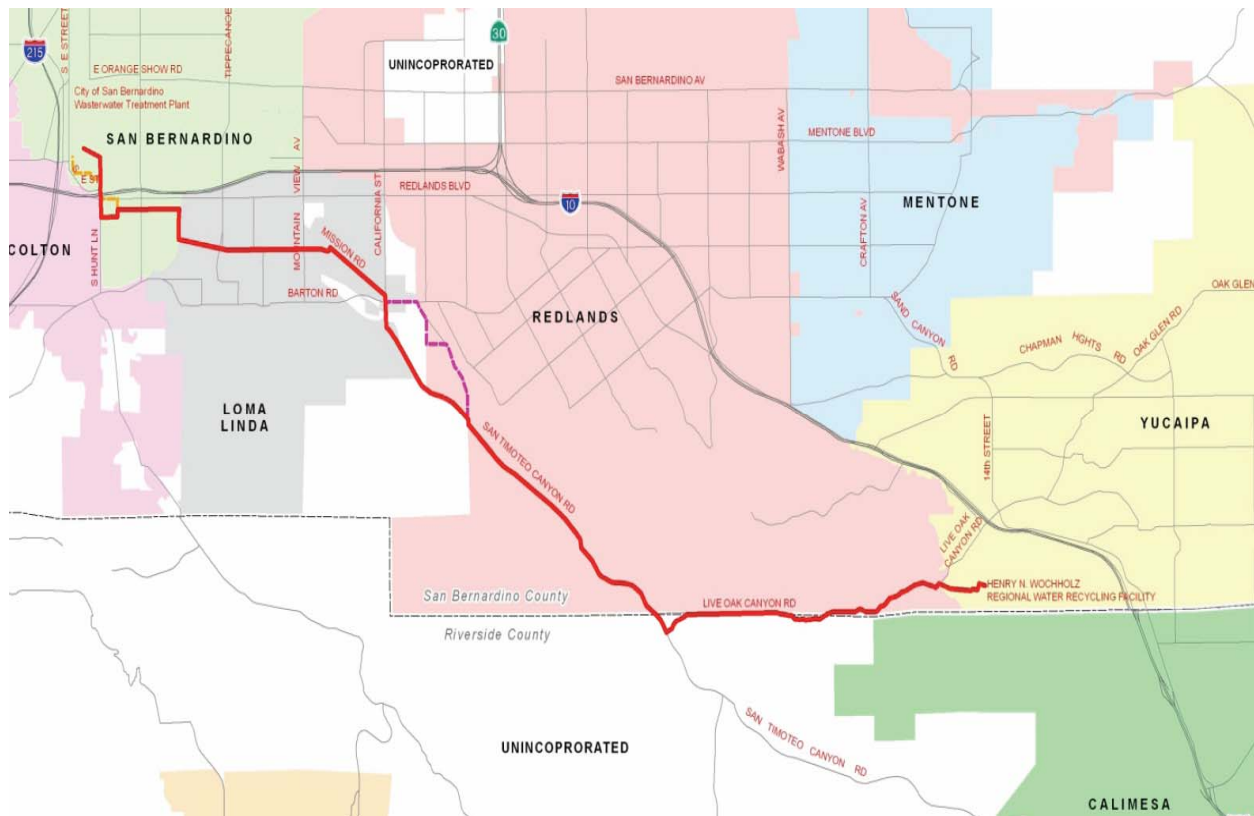 215
S E STREET
TIPPECANOE
30
UNINCOPRORATED
E ORANGE SHOW RD
SAN BERNARDINO AV
City of San Bernardino
Wasterwater Treatment Plant
SAN BERNARDINO
MENTONE BLVD
WABASH AV
MOUNTAIN VIEW AV
CALIFORNIA ST
REDLANDS BLVD
10
MENTONE
E ST
CRAFTON AV
COLTON
S HUNT LN
MISSION RD
BARTON RD
REDLANDS
OAK GLEN
SAND CANYON RD
CHAPMAN HGHTS RD
OAK GLEN RD
LOMA
LINDA
YUCAIPA
14th STREET
SAN TIMOTEO CANYON RD
LIVE OAK
CANYON RD
HENRY N. WOCHHOLZ
REGIONAL WATER RECYCLING FACILITY
San Bernardino County
LIVE OAK CANYON RD
Riverside County
UNINCOPRORATED
SAN TIMOTEO CANYON RD
CALIMESA